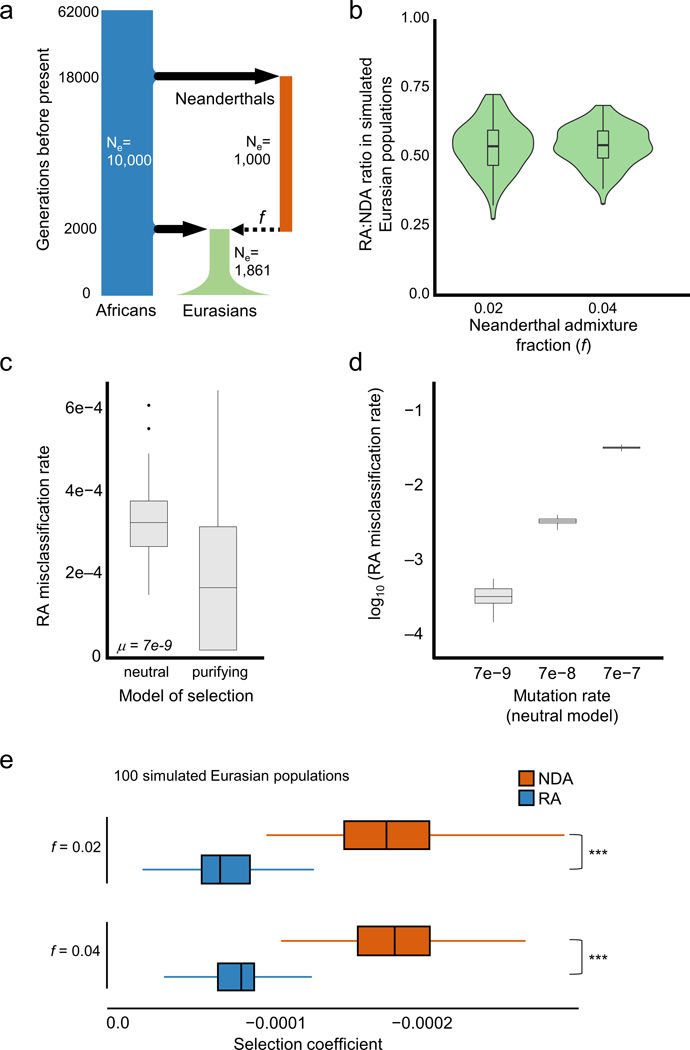 a
62000
18000
2000
0
Generations before present
Neanderthals
Ne=
10,000
Ne=
1,000
f
Ne=
1,861
Africans
Eurasians
b
RA:NDA ratio in simulated
Eurasian populations
1.00
0.75
0.50
0.25
0.0
0.02
0.04
Neanderthal admixture
fraction (f)
c
RA misclassification rate
6e−4
4e−4
2e−4
0
μ = 7e-9
neutral
purifying
Model of selection
d
log10 (RA misclassification rate)
−1
−2
−3
−4
7e−9
7e−8
7e−7
Mutation rate
(neutral model)
e
100 simulated Eurasian populations
NDA
RA
f = 0.02
***
f = 0.04
***
0.0
−0.0001
−0.0002
Selection coefficient